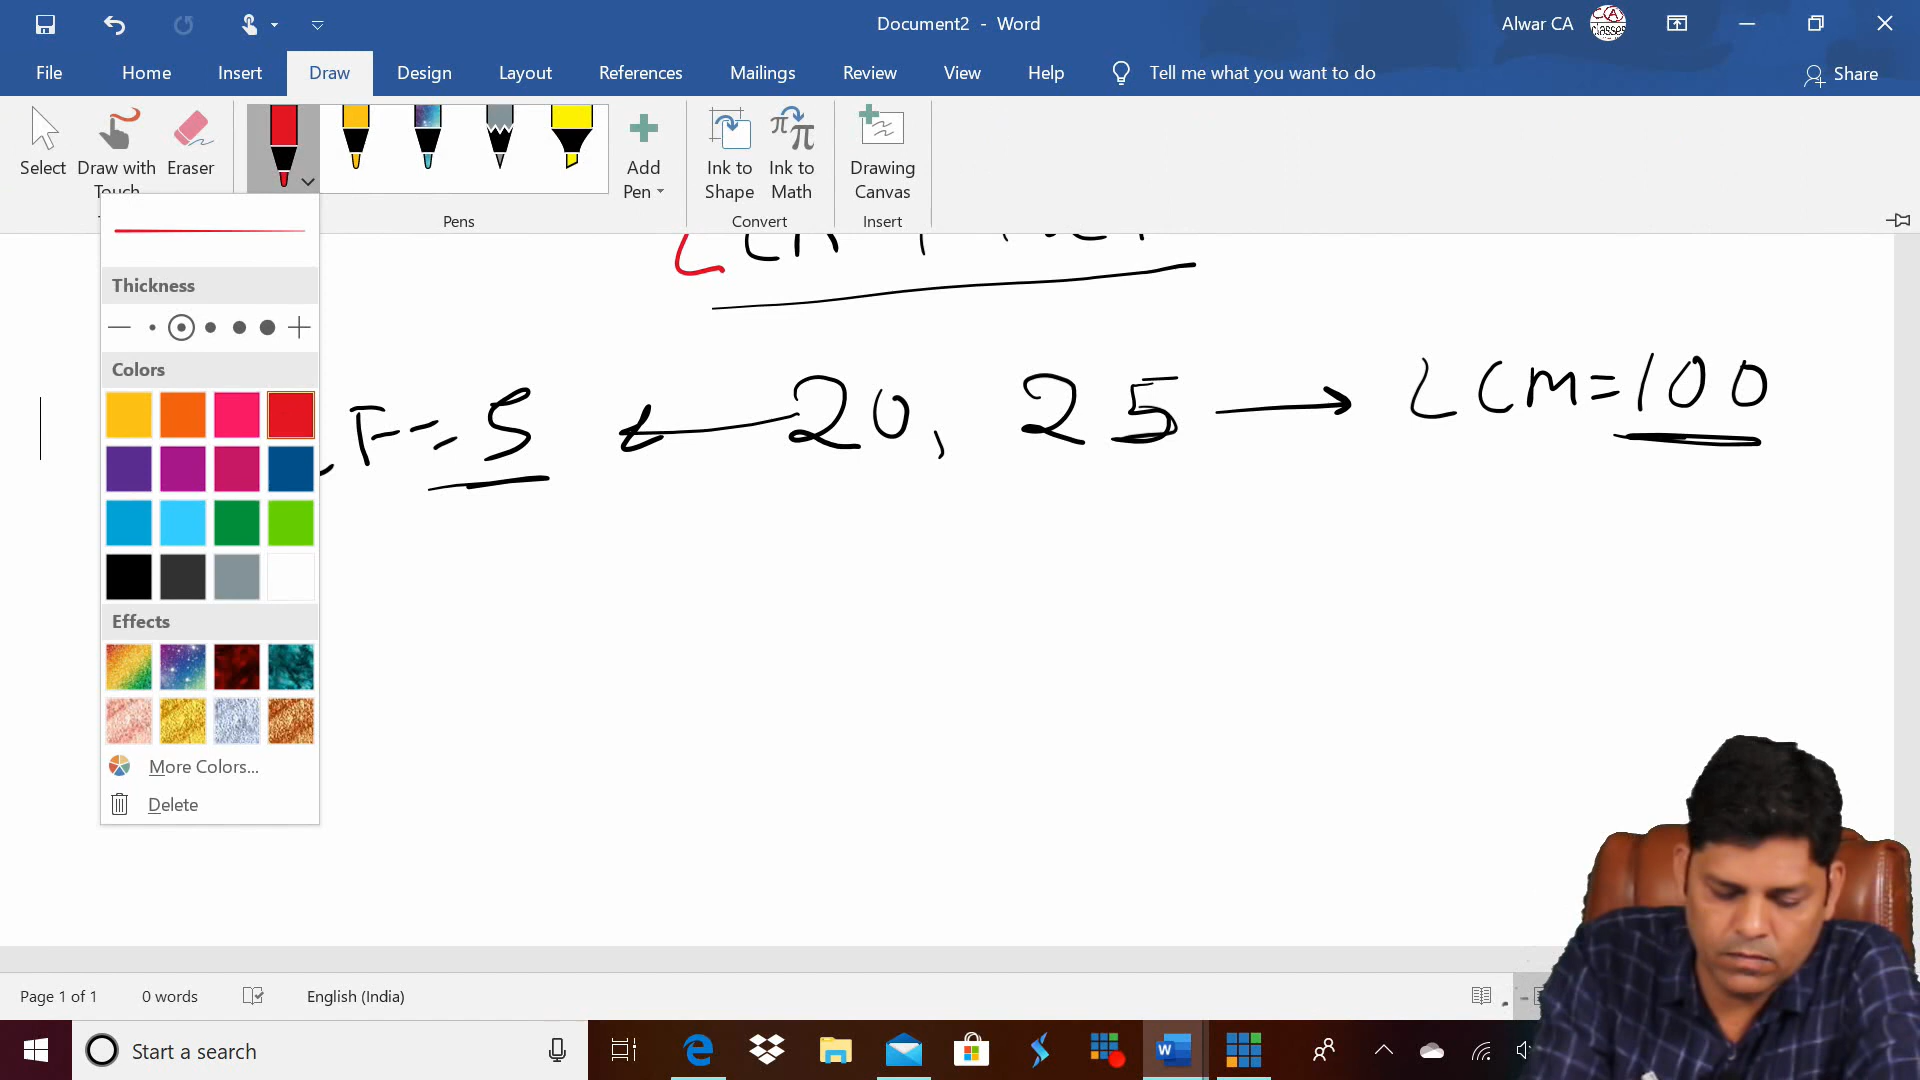 Document2 - Word
Alwar CA
CA
classes
File Home Insert Draw Design Layout References Mailings Review View Help Tell me what you want to do Share
Select
Draw with
Touch
Eraser
Add
Pen
Ink to
Shape
Ink to
Math
Drawing
Canvas
Pens
Convert
Insert
Thickness
Colors
F = 5
20, 25
LCM = 100
Effects
More Colors...
Delete
Page 1 of 1
0 words
English (India)
Start a search